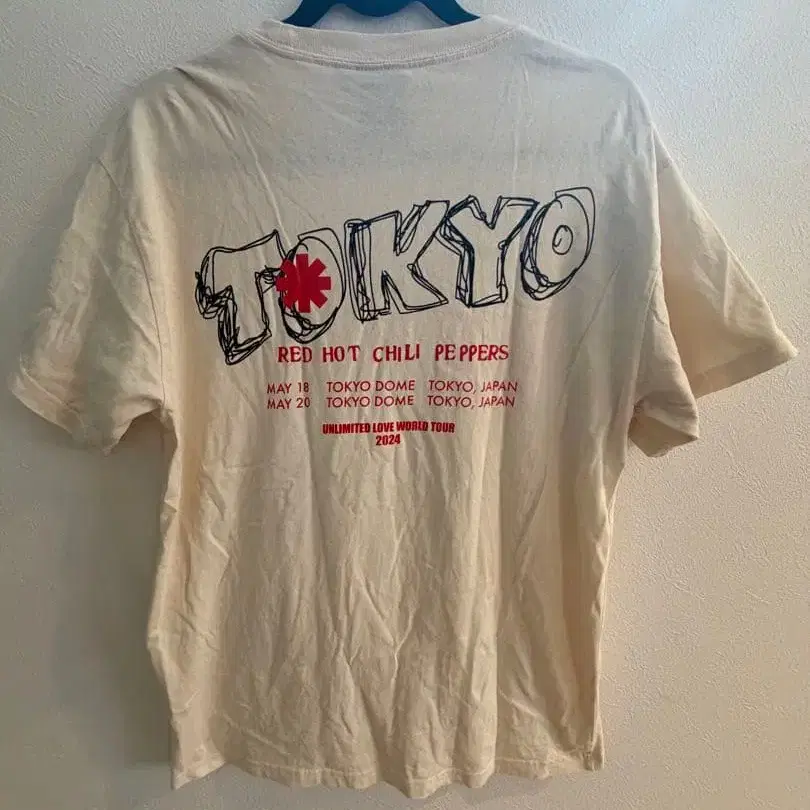 TOKYO
RED HOT CHILI PEPPERS
MAY 18 TOKYO DOME TOKYO, JAPAN
MAY 20 TOKYO DOME TOKYO, JAPAN
UNLIMITED LOVE WORLD TOUR
2024